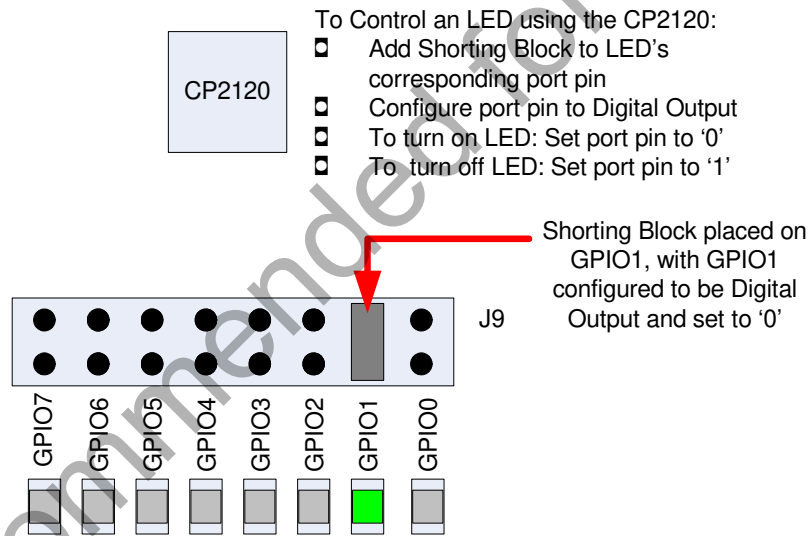 To Control an LED using the CP2120:
Add Shorting Block to LED's
corresponding port pin
Configure port pin to Digital Output
To turn on LED: Set port pin to ‘0’
To turn off LED: Set port pin to ‘1’
CP2120
Shorting Block placed on
GPIO1, with GPIO1
configured to be Digital
Output and set to ‘0’
J9
GPIO7
GPIO6
GPIO5
GPIO4
GPIO3
GPIO2
GPIO1
GPIO0
ommended for